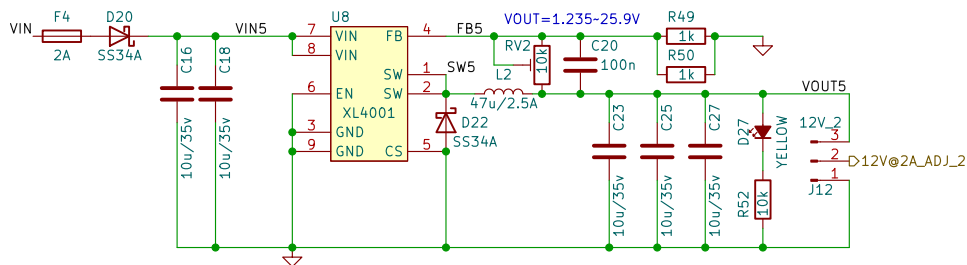 VIN
F4
2A
D20
SS34A
VIN5
C16
10u/35v
C18
10u/35v
U8
7 VIN FB 4
8 VIN
SW 1
6 EN SW 2
XL4001
3 GND
9 GND CS 5
FB5
SW5
VOUT=1.235~25.9V
RV2
10k
L2
47u/2.5A
C20
100n
R49
1k
R50
1k
D22
SS34A
C23
10u/35v
C25
10u/35v
C27
10u/35v
D27
YELLOW
R52
10k
VOUT5
12V_2
3
2
1
J12
12V@2A_ADJ_2